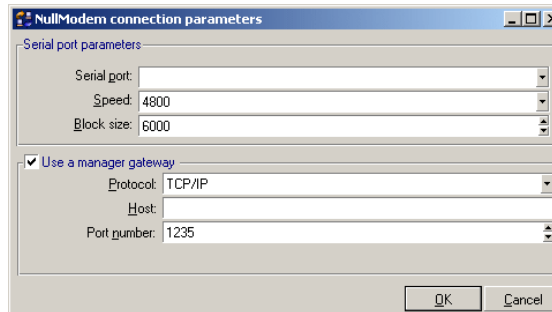 NullModem connection parameters
Serial port parameters
Serial port:
Speed: 4800
Block size: 6000
Use a manager gateway
Protocol: TCP/IP
Host:
Port number: 1235
OK Cancel